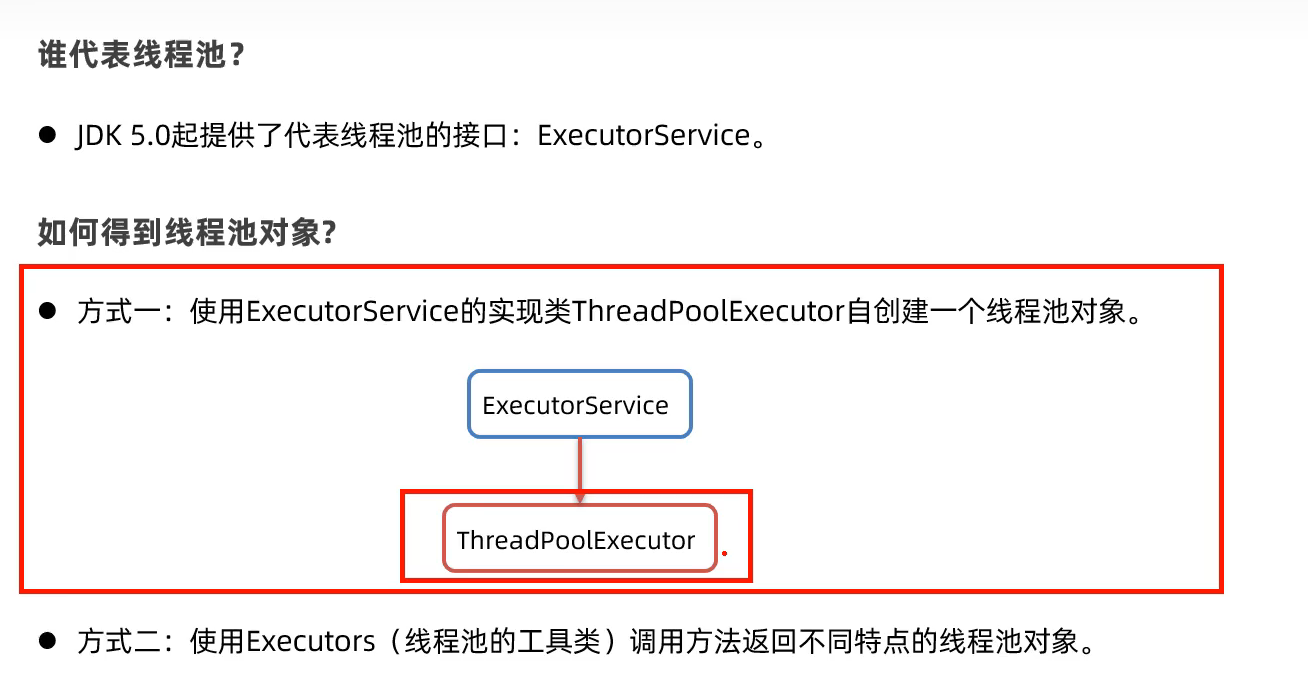 谁代表线程池？
● JDK 5.0起提供了代表线程池的接口：ExecutorService。
如何得到线程池对象?
● 方式一：使用ExecutorService的实现类ThreadPoolExecutor自创建一个线程池对象。
ExecutorService
ThreadPoolExecutor
● 方式二：使用Executors（线程池的工具类）调用方法返回不同特点的线程池对象。